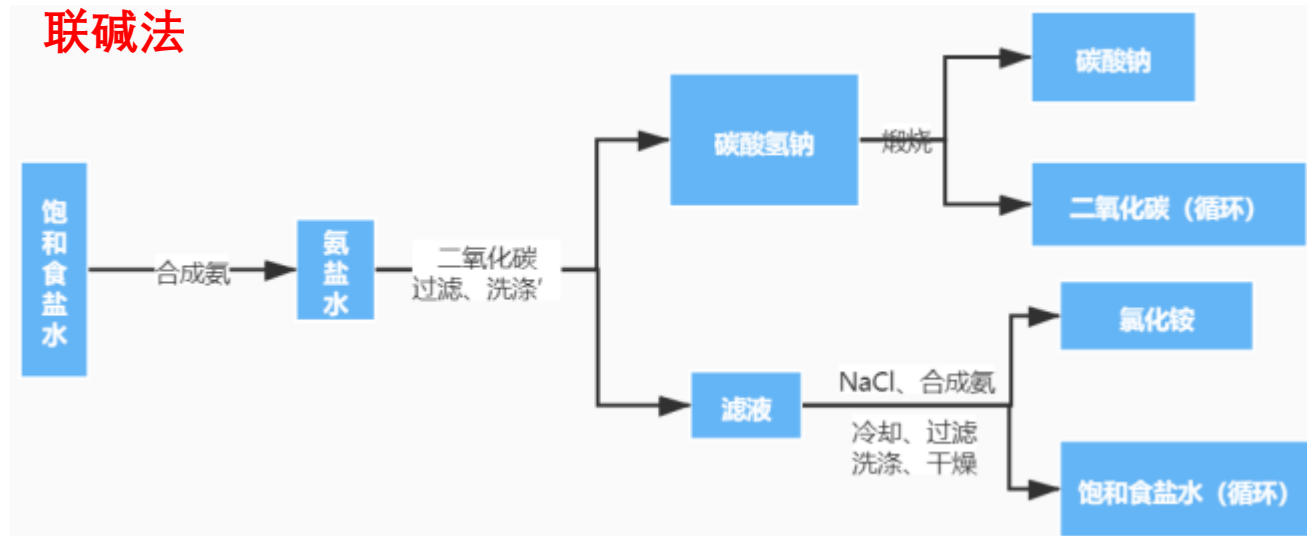 联碱法
饱和食盐水
合成氨
氨盐水
二氧化碳
过滤、洗涤’
碳酸氢钠
煅烧
碳酸钠
二氧化碳（循环）
滤液
NaCl、合成氨
冷却、过滤
洗涤、干燥
氯化铵
饱和食盐水（循环）